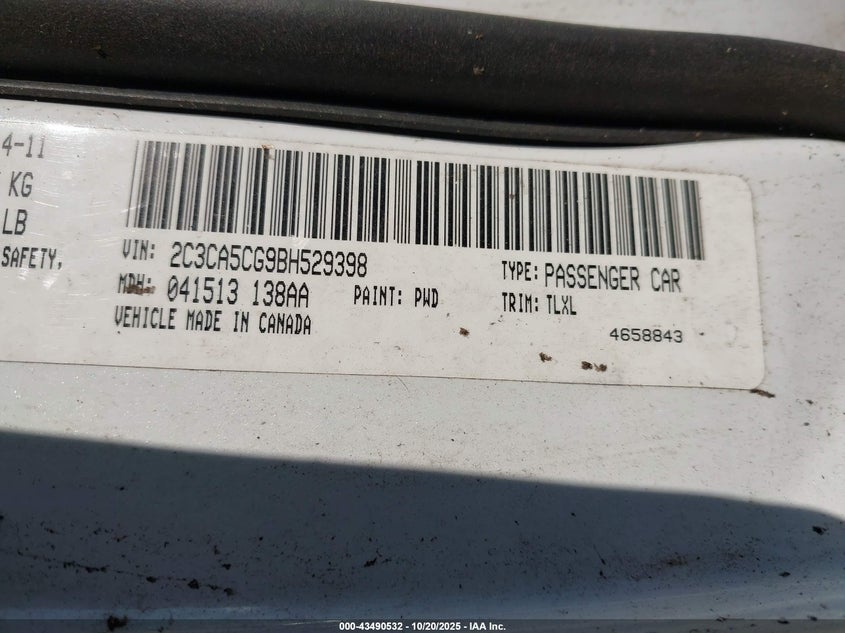 4-11
KG
LB
SAFETY,
VIN: 2C3CA5CG9BH529398
TYPE: PASSENGER CAR
MDH: 041513 138AA
PAINT: PWD
TRIM: TLXL
VEHICLE MADE IN CANADA
4658843
000-43490532 - 10/20/2025 - IAA Inc.